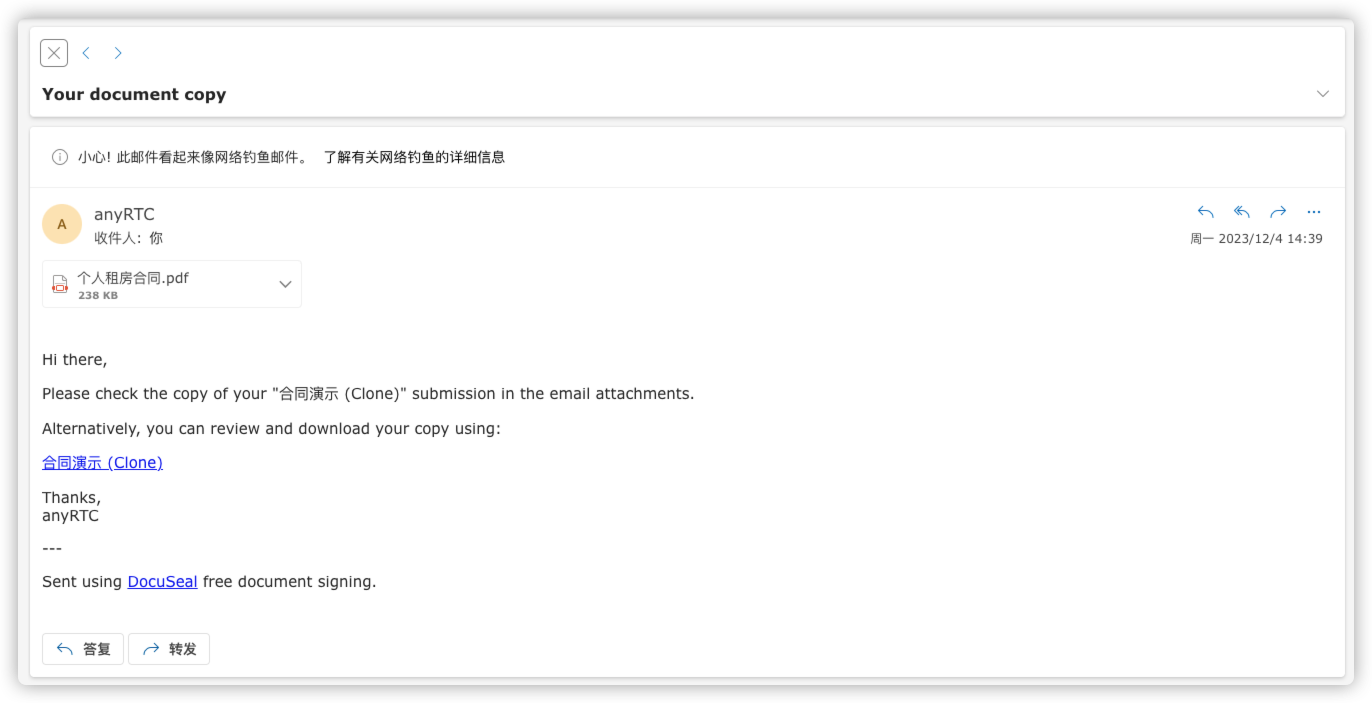 Your document copy
小心! 此邮件看起来像网络钓鱼邮件。 了解有关网络钓鱼的详细信息
A
anyRTC
收件人: 你
周一 2023/12/4 14:39
个人租房合同.pdf
238 KB
Hi there,
Please check the copy of your "合同演示 (Clone)" submission in the email attachments.
Alternatively, you can review and download your copy using:
合同演示 (Clone)
Thanks,
anyRTC
---
Sent using DocuSeal free document signing.
答复
转发